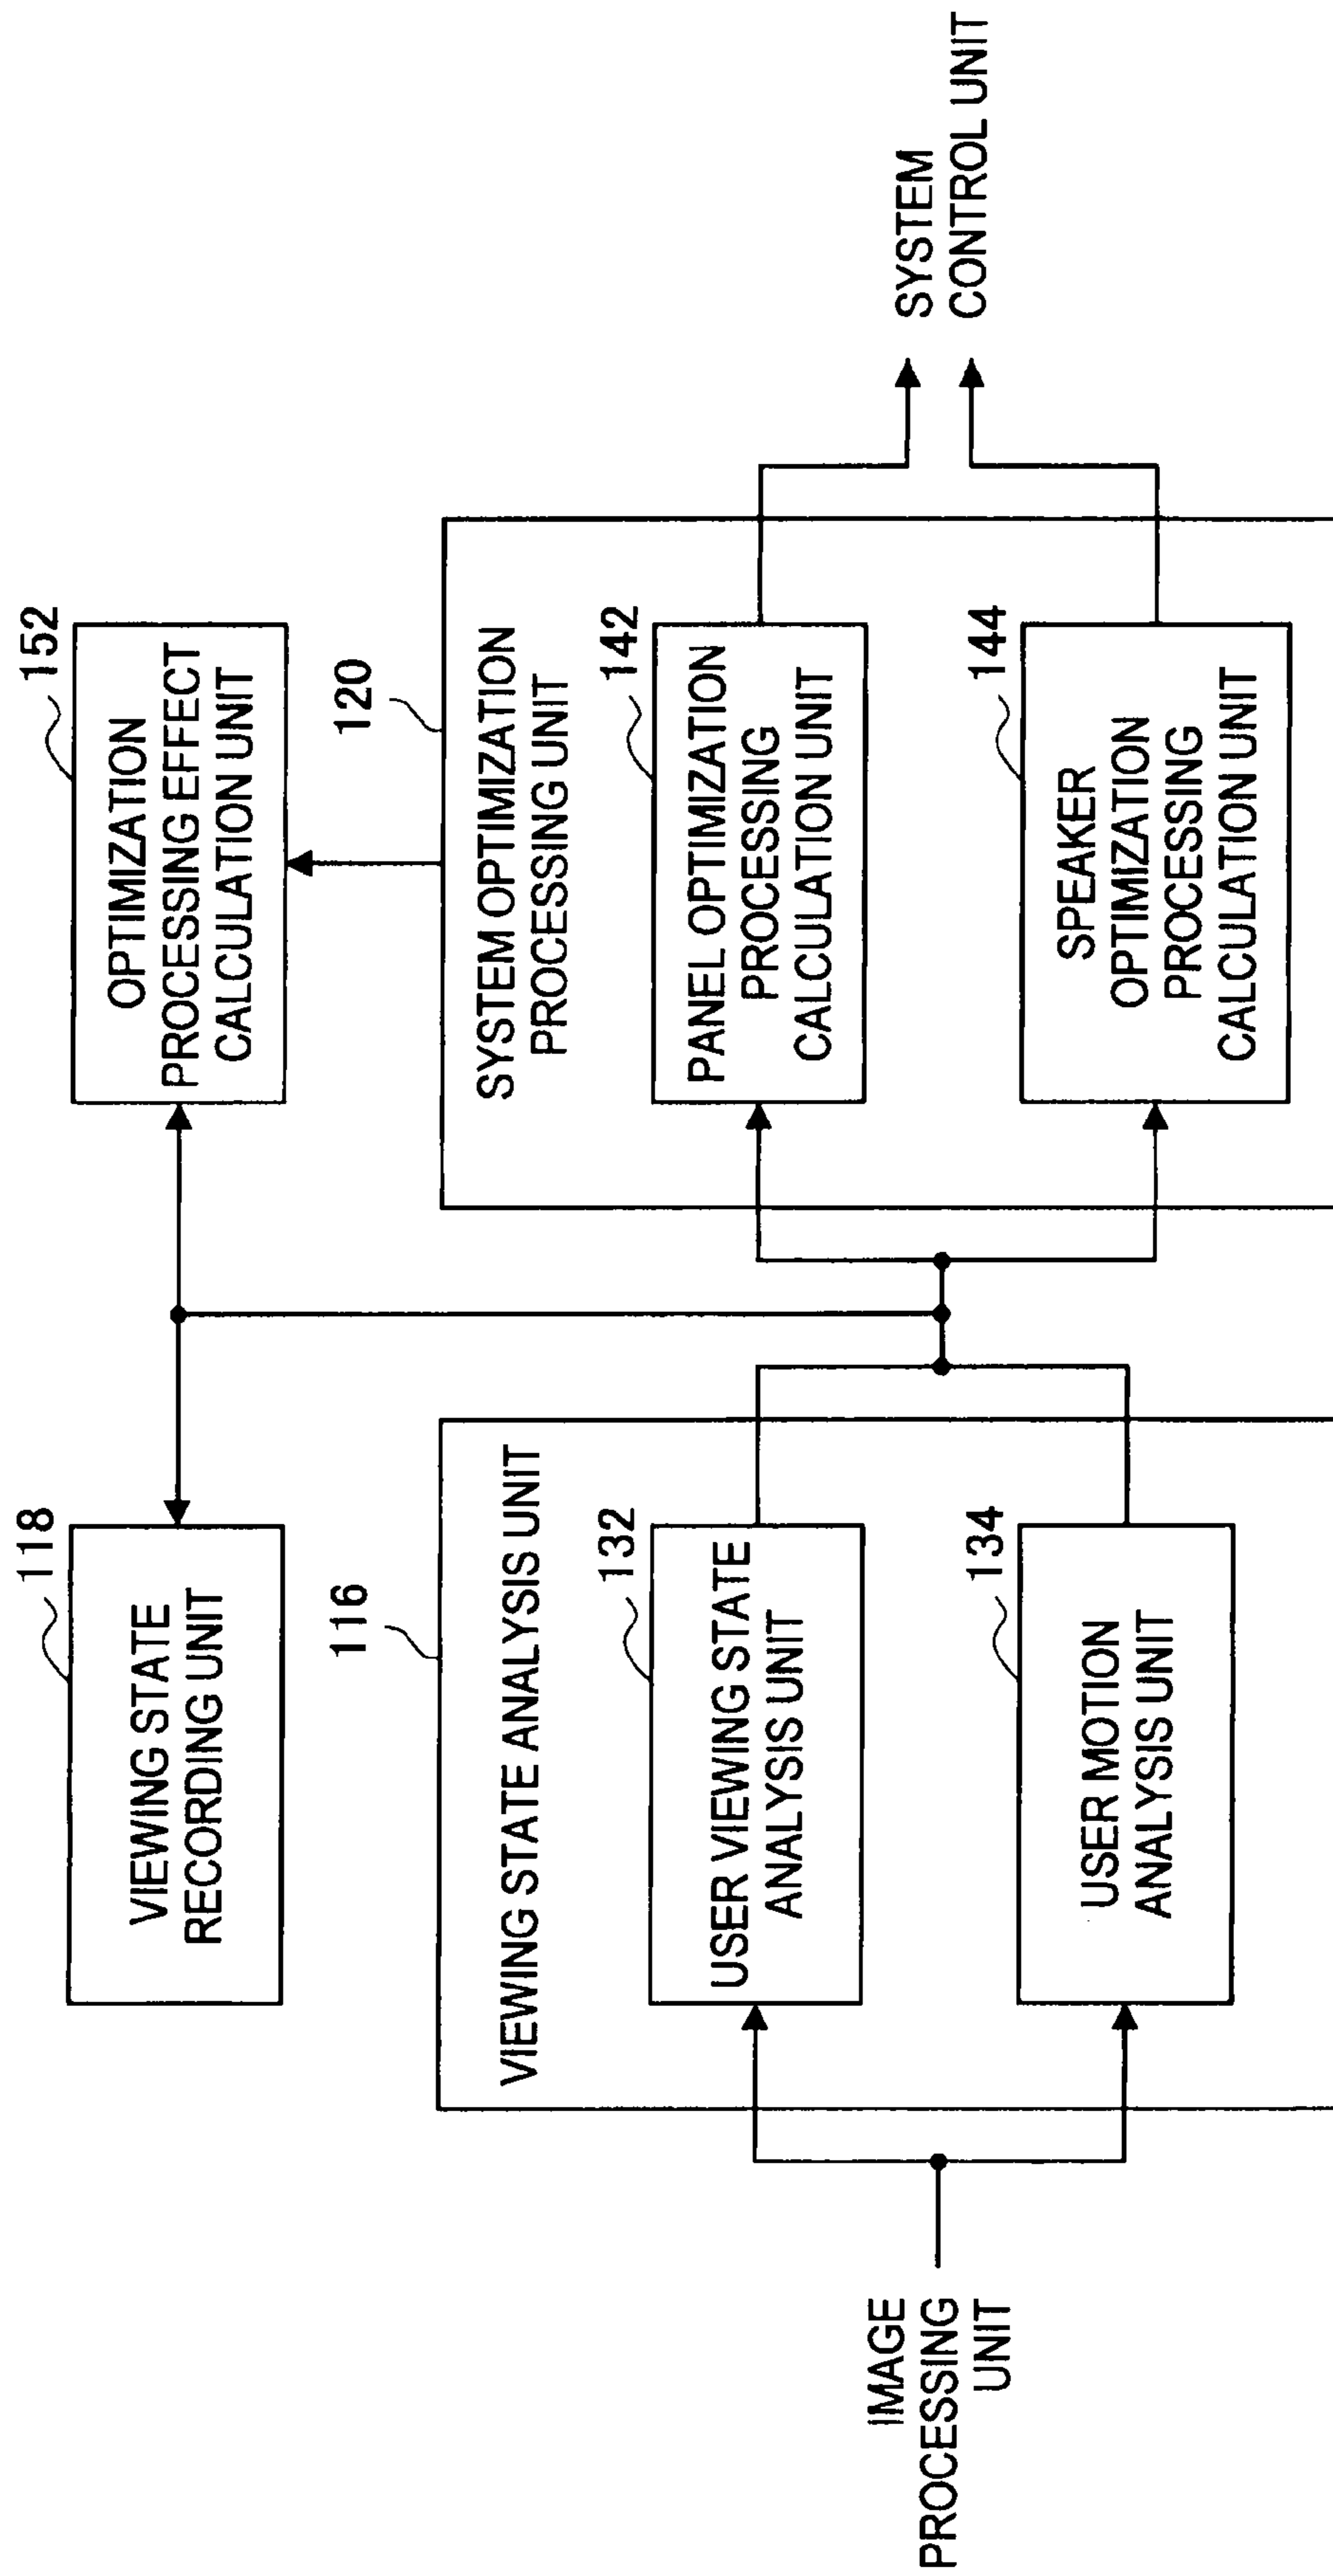 118
VIEWING STATE
RECORDING UNIT
152
OPTIMIZATION
PROCESSING EFFECT
CALCULATION UNIT
116
VIEWING STATE ANALYSIS UNIT
132
USER VIEWING STATE
ANALYSIS UNIT
134
USER MOTION
ANALYSIS UNIT
120
SYSTEM OPTIMIZATION
PROCESSING UNIT
142
PANEL OPTIMIZATION
PROCESSING
CALCULATION UNIT
144
SPEAKER
OPTIMIZATION
PROCESSING
CALCULATION UNIT
IMAGE
PROCESSING
UNIT
SYSTEM
CONTROL UNIT